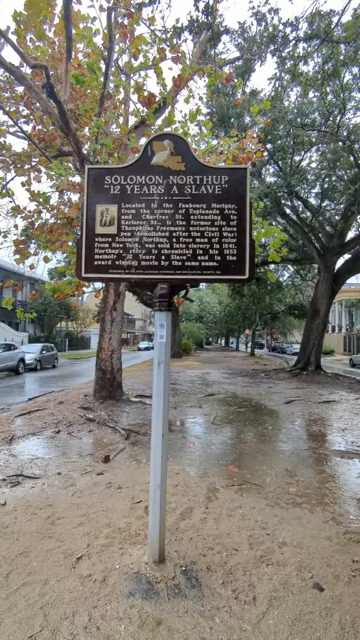 SOLOMON NORTHUP
"12 YEARS A SLAVE"
Located in the Faubourg Marigny,
from the corner of Esplanade Ave.
and Chartres St. extending to
Kerlerec St., is the former site of
Theophilus Freeman's notorious slave
pen (demolished after the Civil War)
where Solomon Northup, a free man of color
from New York, was sold into slavery in 1841.
Northup's story is chronicled in his 1853
memoir "12 Years a Slave" and in the
award winning movie by the same name.